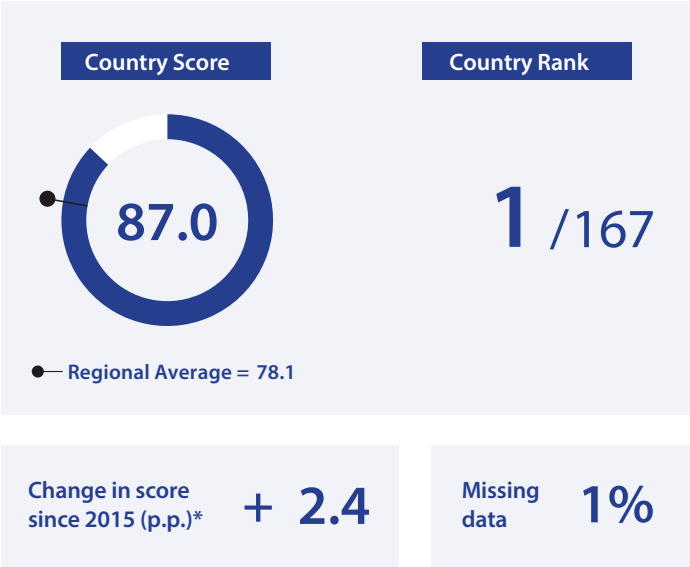 Country Score
Country Rank
87.0
1 /167
Regional Average = 78.1
Change in score
since 2015 (p.p.)*
+ 2.4
Missing
data
1%